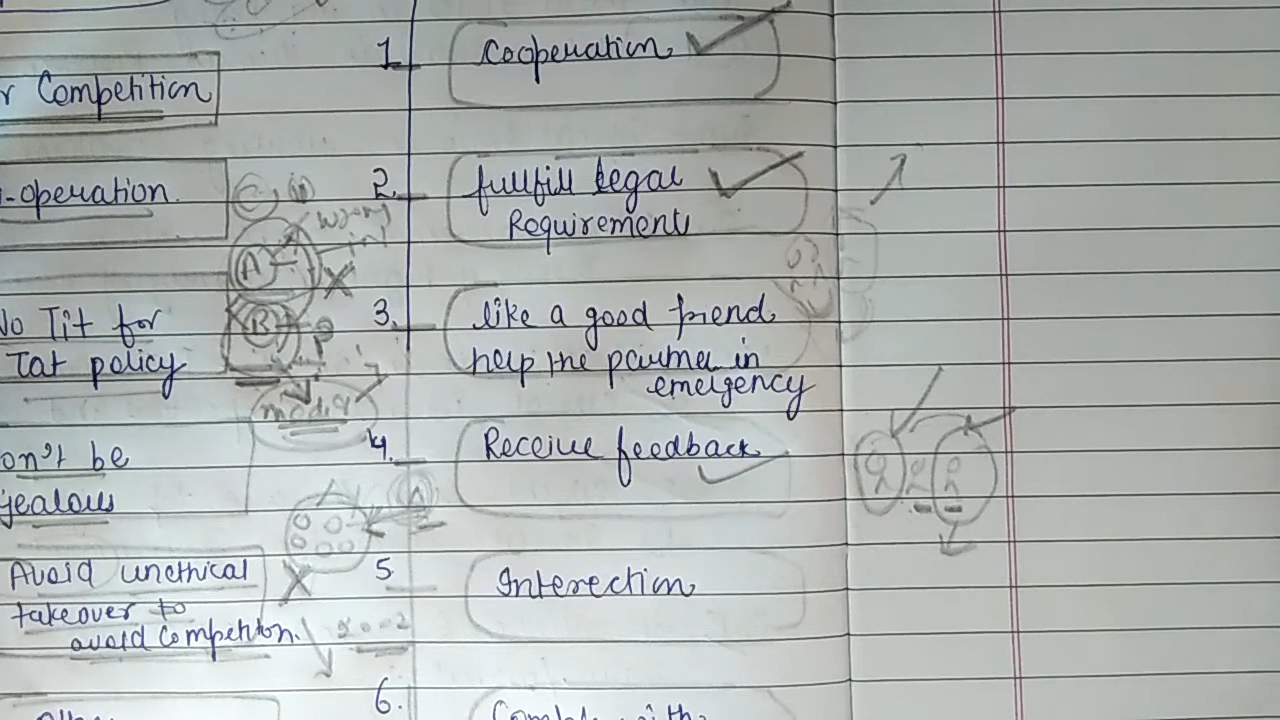 r Competition
1. Cooperation
-operation
2. fullfill legal
Requirement
No Tit for
Tat policy
3. like a good friend
help the partner in
emergency
media
on't be
jealous
4. Receive feedback
Avoid unethical
takeover to
avoid competition.
5 Interection
6.